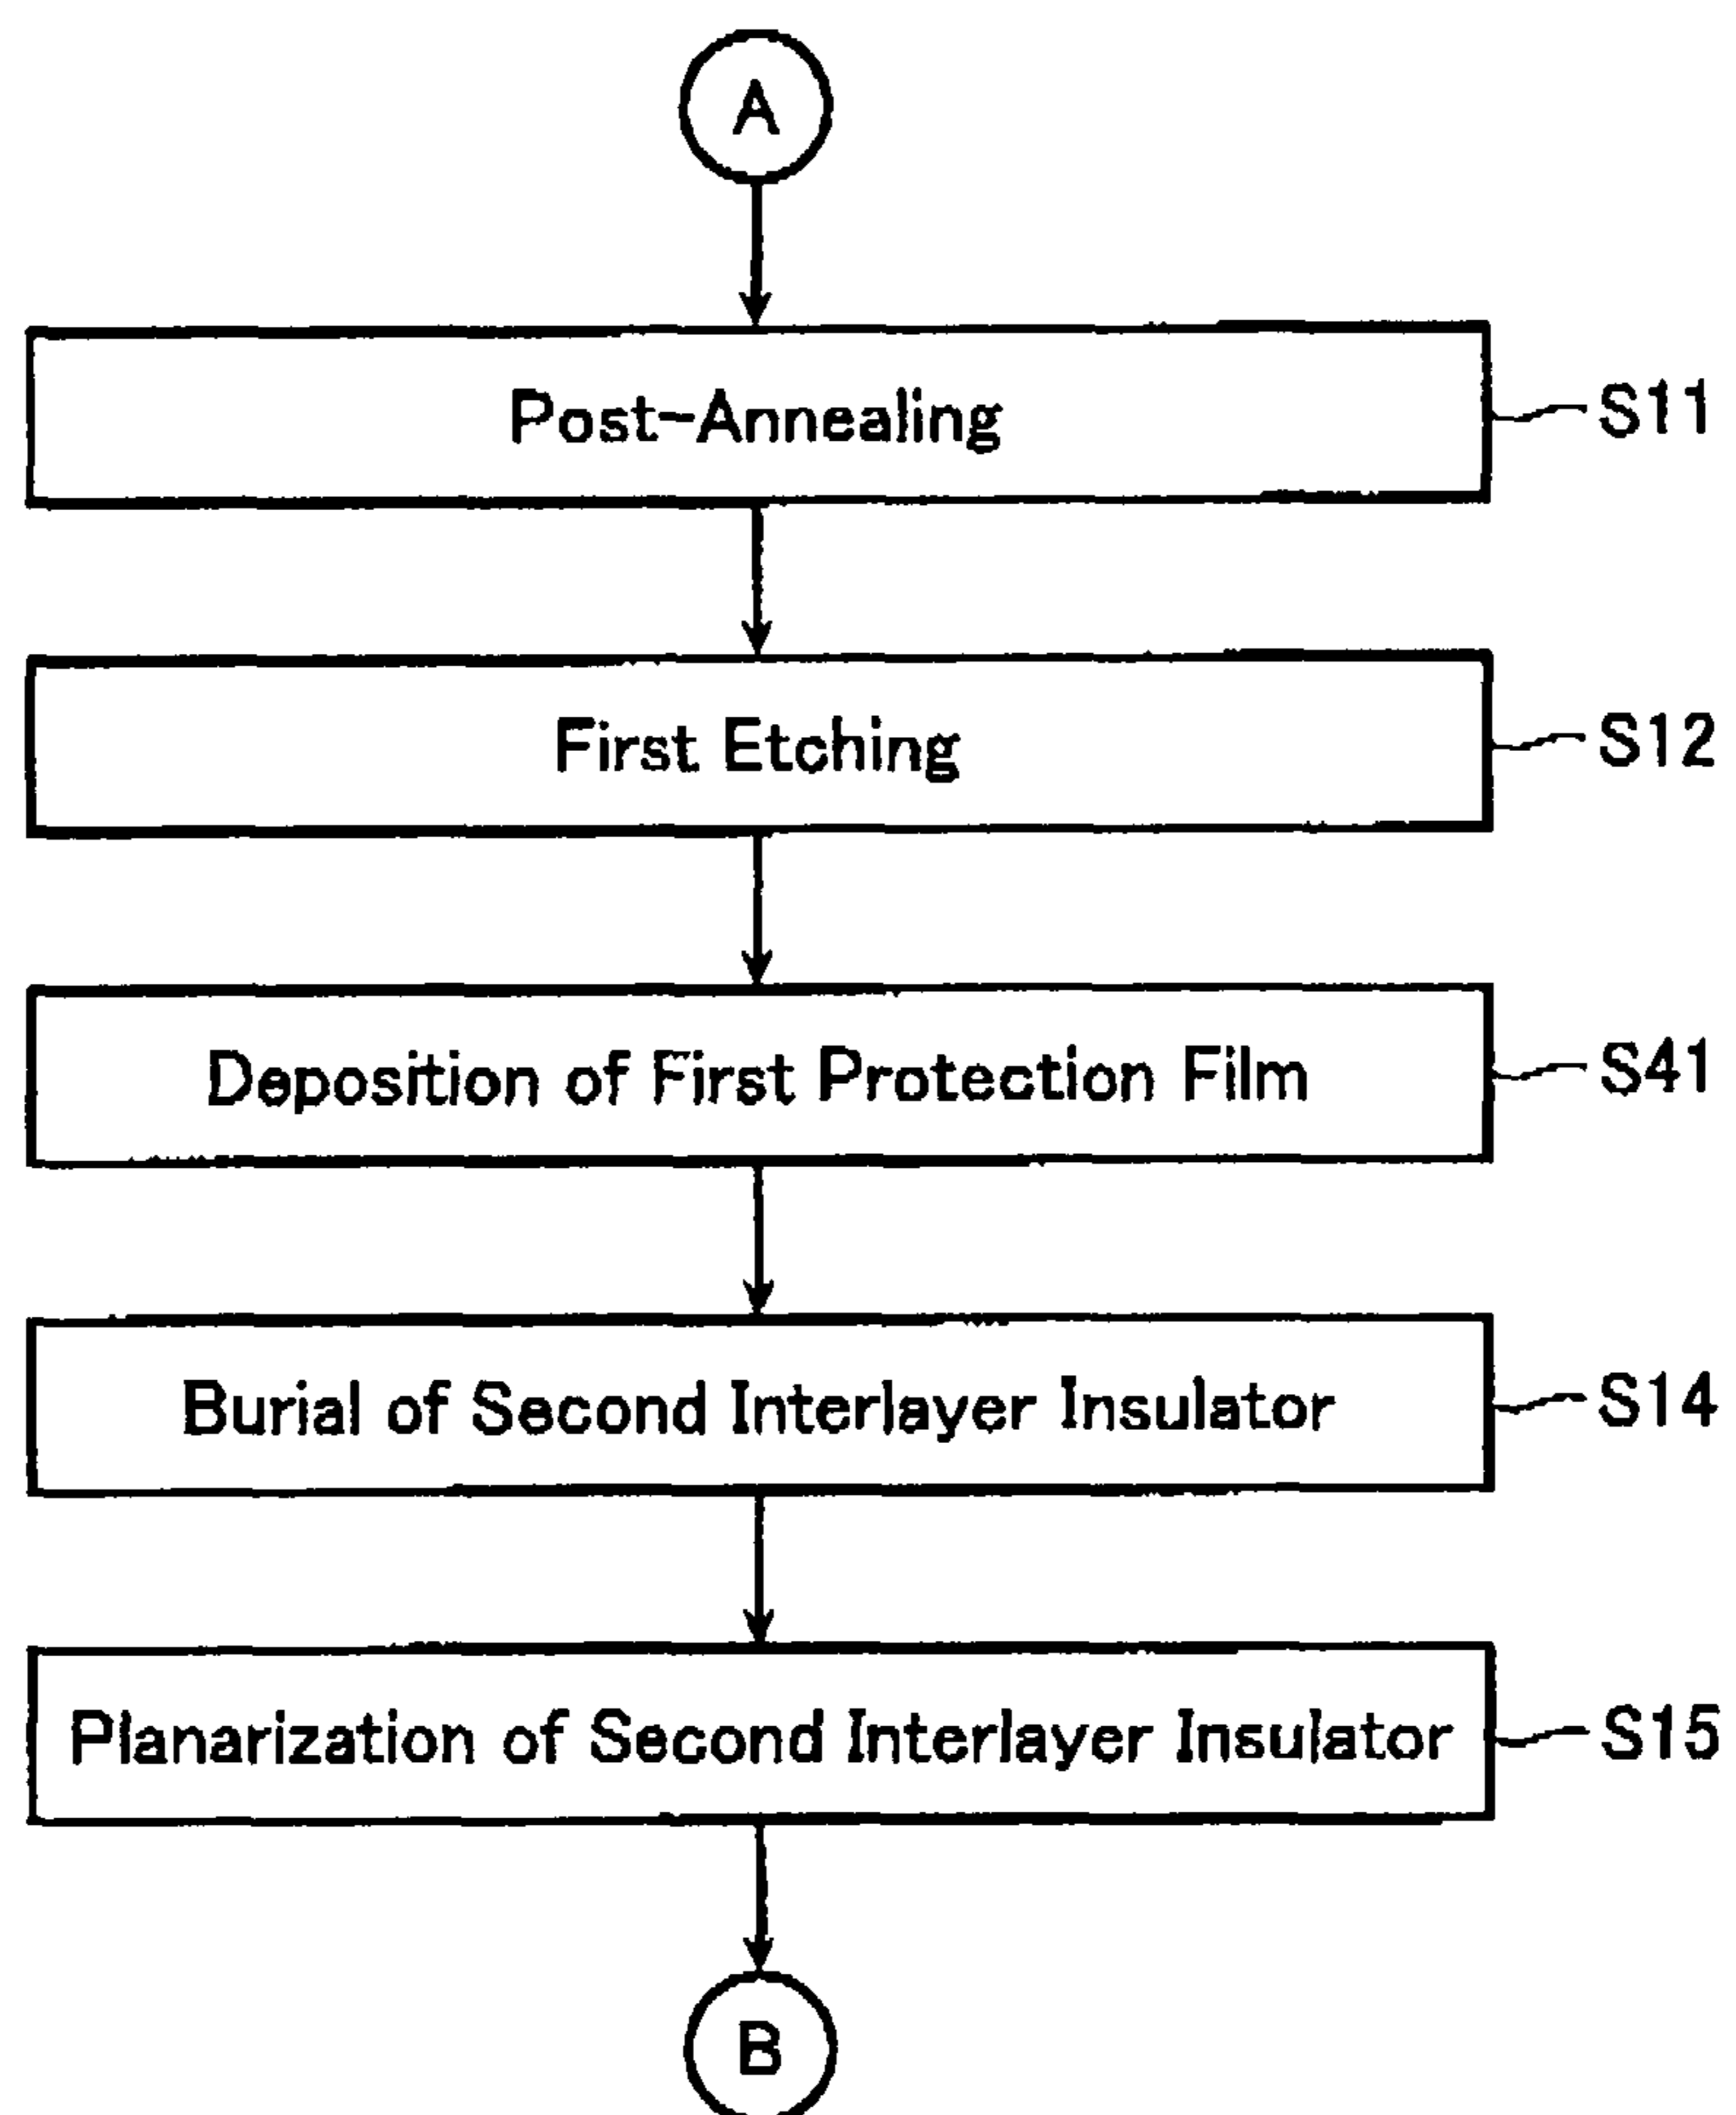 A
Post-Annealing S11
First Etching S12
Deposition of First Protection Film S41
Burial of Second Interlayer Insulator S14
Planarization of Second Interlayer Insulator S15
B